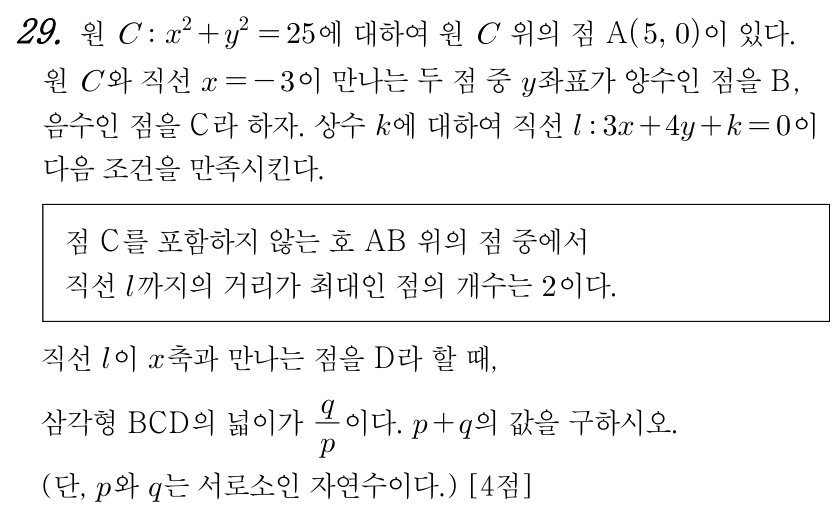 29. 원 C : x²+y²=25에 대하여 원 C 위의 점 A(5, 0)이 있다.
원 C와 직선 x=-3이 만나는 두 점 중 y좌표가 양수인 점을 B,
음수인 점을 C라 하자. 상수 k에 대하여 직선 l : 3x+4y+k=0이
다음 조건을 만족시킨다.
점 C를 포함하지 않는 호 AB 위의 점 중에서
직선 l까지의 거리가 최대인 점의 개수는 2이다.
직선 l이 x축과 만나는 점을 D라 할 때,
삼각형 BCD의 넓이가 q/p이다. p+q의 값을 구하시오.
(단, p와 q는 서로소인 자연수이다.) [4점]